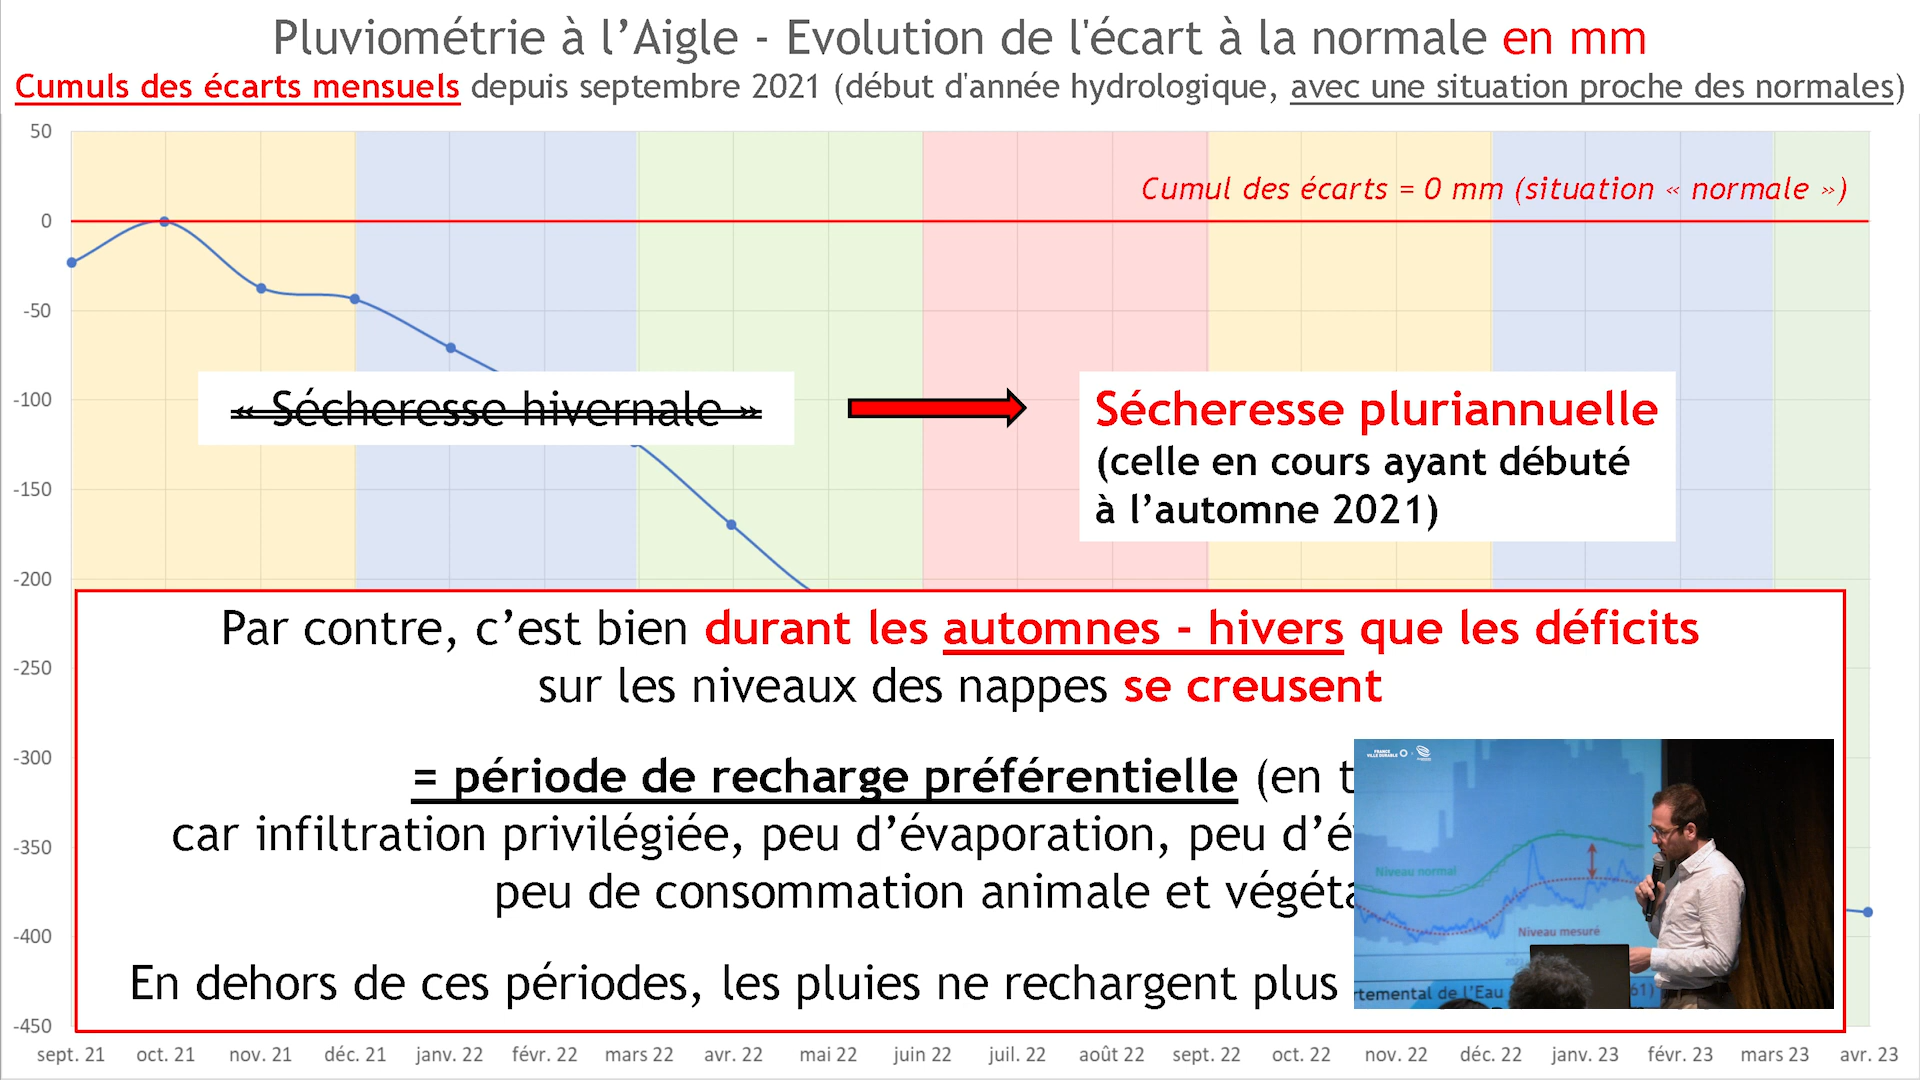 Pluviométrie à l’Aigle - Evolution de l'écart à la normale en mm
Cumuls des écarts mensuels depuis septembre 2021 (début d'année hydrologique, avec une situation proche des normales)
50
0
-50
-100
-150
-200
-250
-300
-350
-400
-450
Cumul des écarts = 0 mm (situation « normale »)
« Sécheresse hivernale »
Sécheresse pluriannuelle
(celle en cours ayant débuté
à l’automne 2021)
Par contre, c’est bien durant les automnes - hivers que les déficits
sur les niveaux des nappes se creusent
= période de recharge préférentielle (en t
car infiltration privilégiée, peu d’évaporation, peu d’é
peu de consommation animale et végéta
En dehors de ces périodes, les pluies ne rechargent plus
FRANCE
VILLE DURABLE
Niveau normal
Niveau mesuré
rtemental de l’Eau
61)
sept. 21 oct. 21 nov. 21 déc. 21 janv. 22 févr. 22 mars 22 avr. 22 mai 22 juin 22 juil. 22 août 22 sept. 22 oct. 22 nov. 22 déc. 22 janv. 23 févr. 23 mars 23 avr. 23